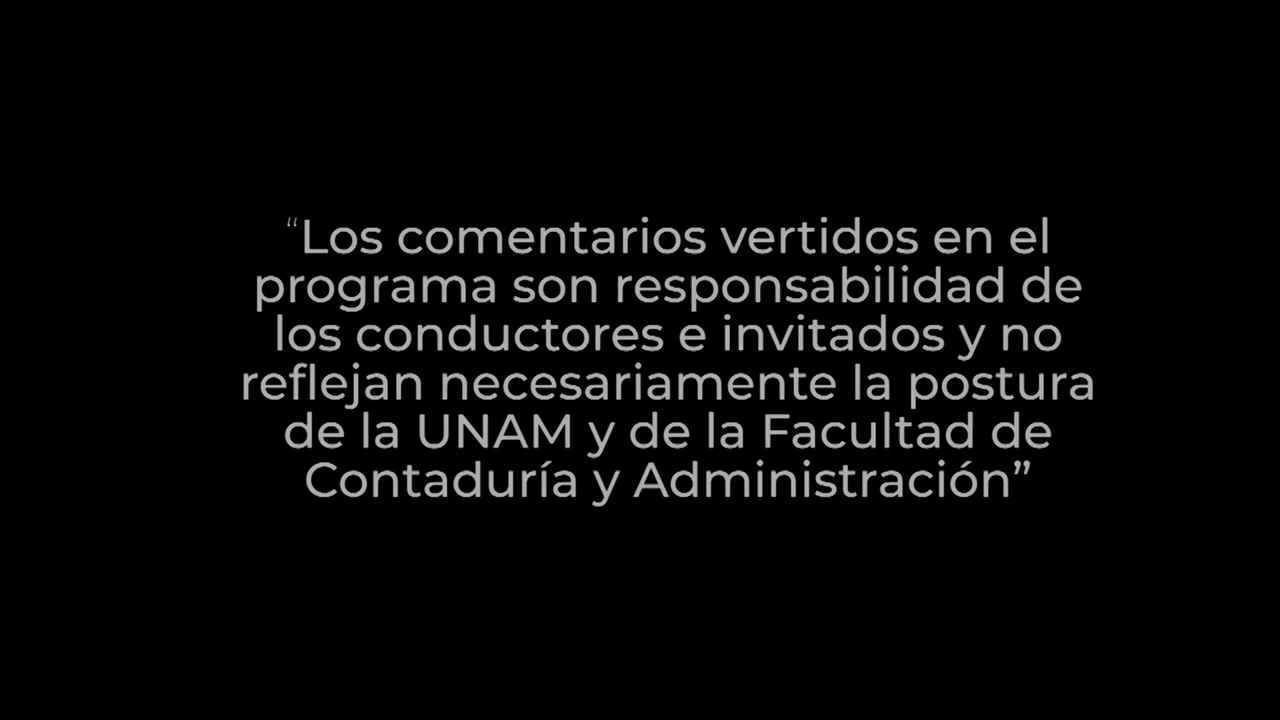 “Los comentarios vertidos en el
programa son responsabilidad de
los conductores e invitados y no
reflejan necesariamente la postura
de la UNAM y de la Facultad de
Contaduría y Administración”